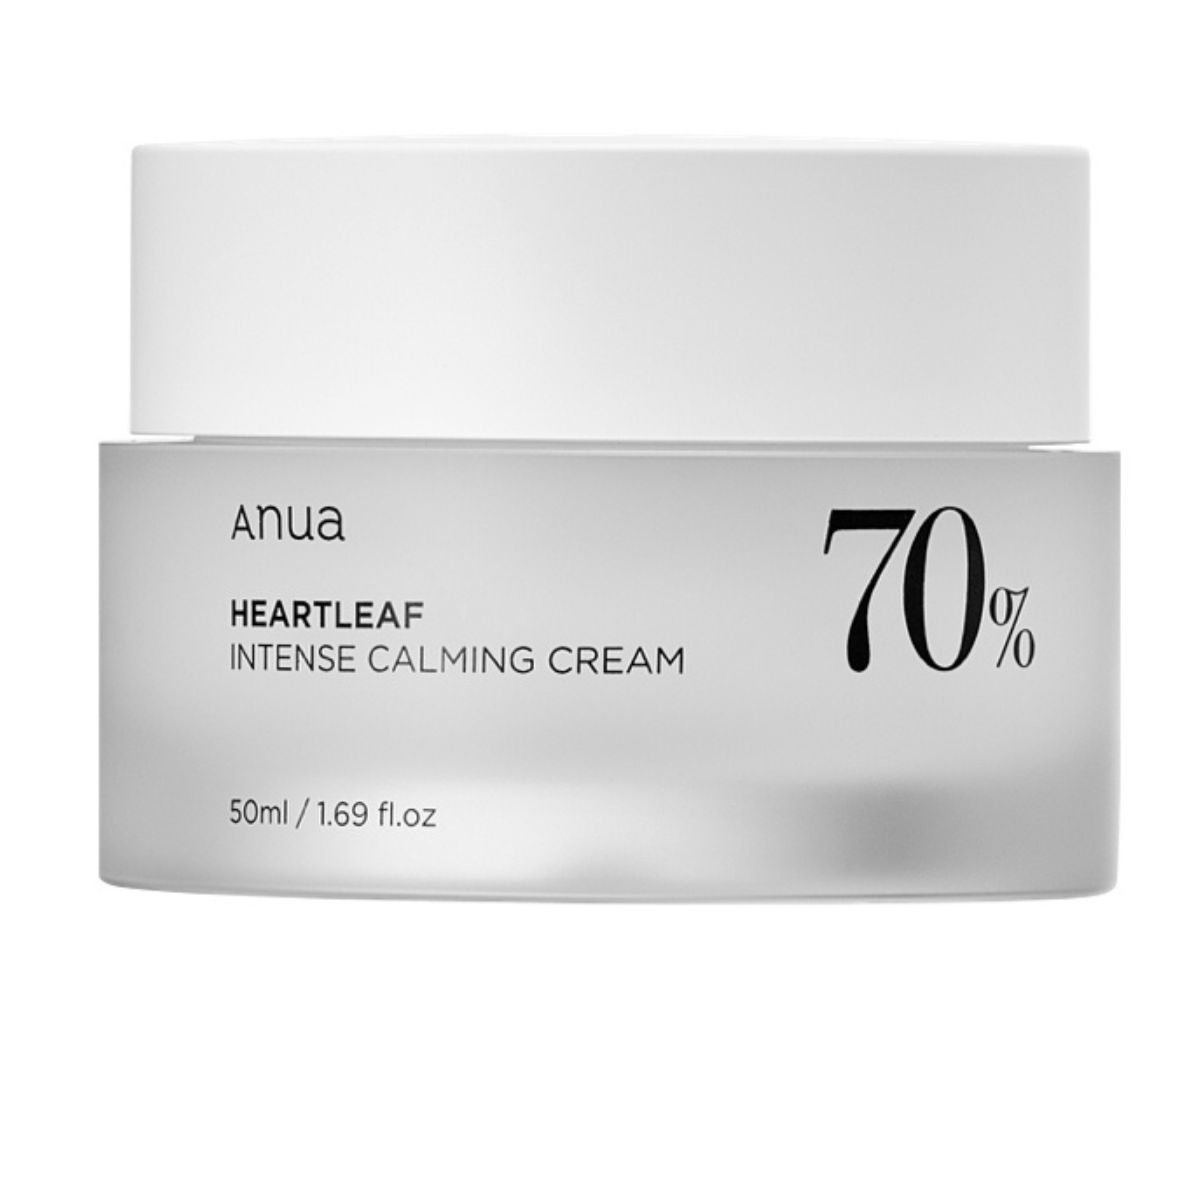 Anua
HEARTLEAF
INTENSE CALMING CREAM
70%
50ml / 1.69 fl.oz